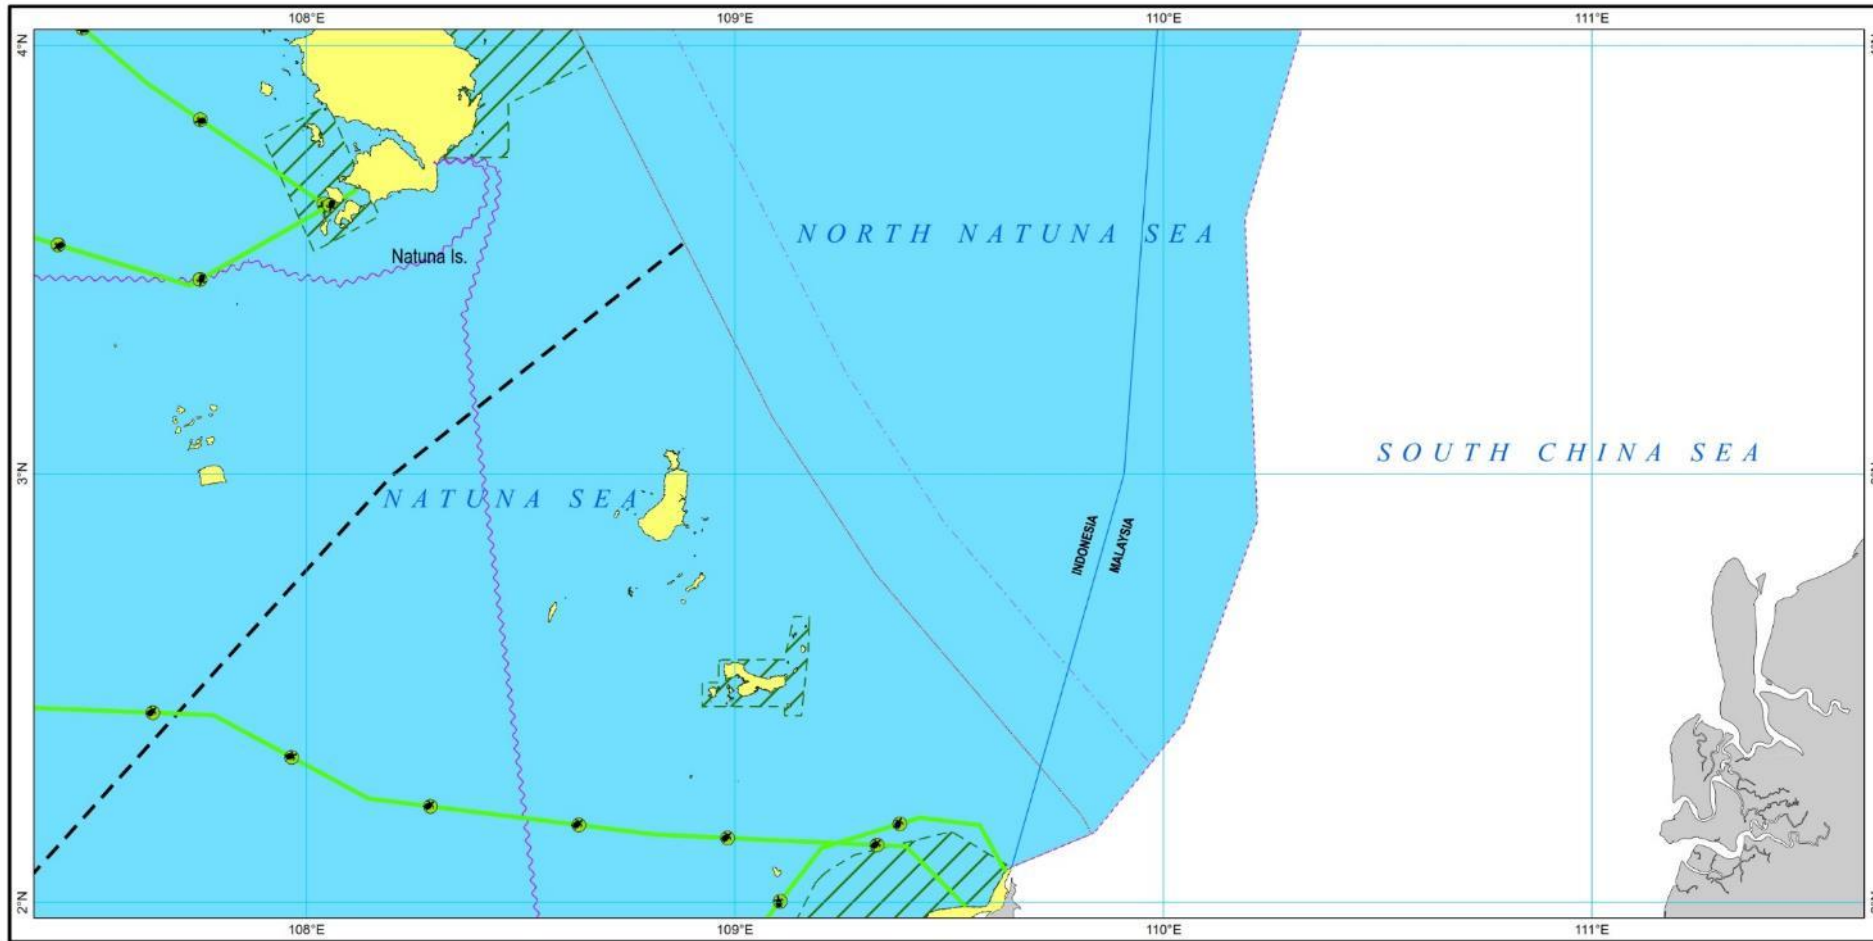 108°E
109°E
110°E
111°E
4°N
NORTH NATUNA SEA
Natuna Is.
SOUTH CHINA SEA
3°N
NATUNA SEA
INDONESIA
MALAYSIA
2°N
108°E
109°E
110°E
111°E